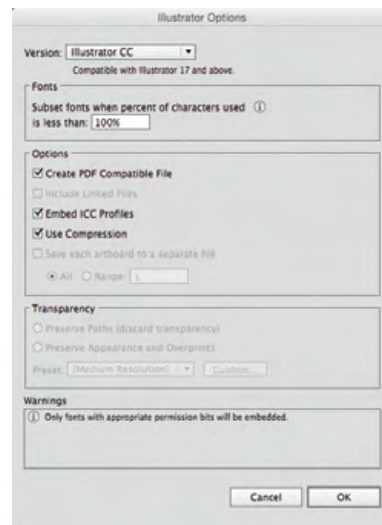 Illustrator Options
Version: Illustrator CC
Compatible with Illustrator 17 and above.
Fonts
Subset fonts when percent of characters used
is less than: 100%
Options
Create PDF Compatible File
Include Linked Files
Embed ICC Profiles
Use Compression
Save each artboard to a separate file
All Range: 1
Transparency
Preserve Paths (discard transparency)
Preserve Appearance and Overprints
Preset: [Medium Resolution] Custom...
Warnings
Only fonts with appropriate permission bits will be embedded.
Cancel OK